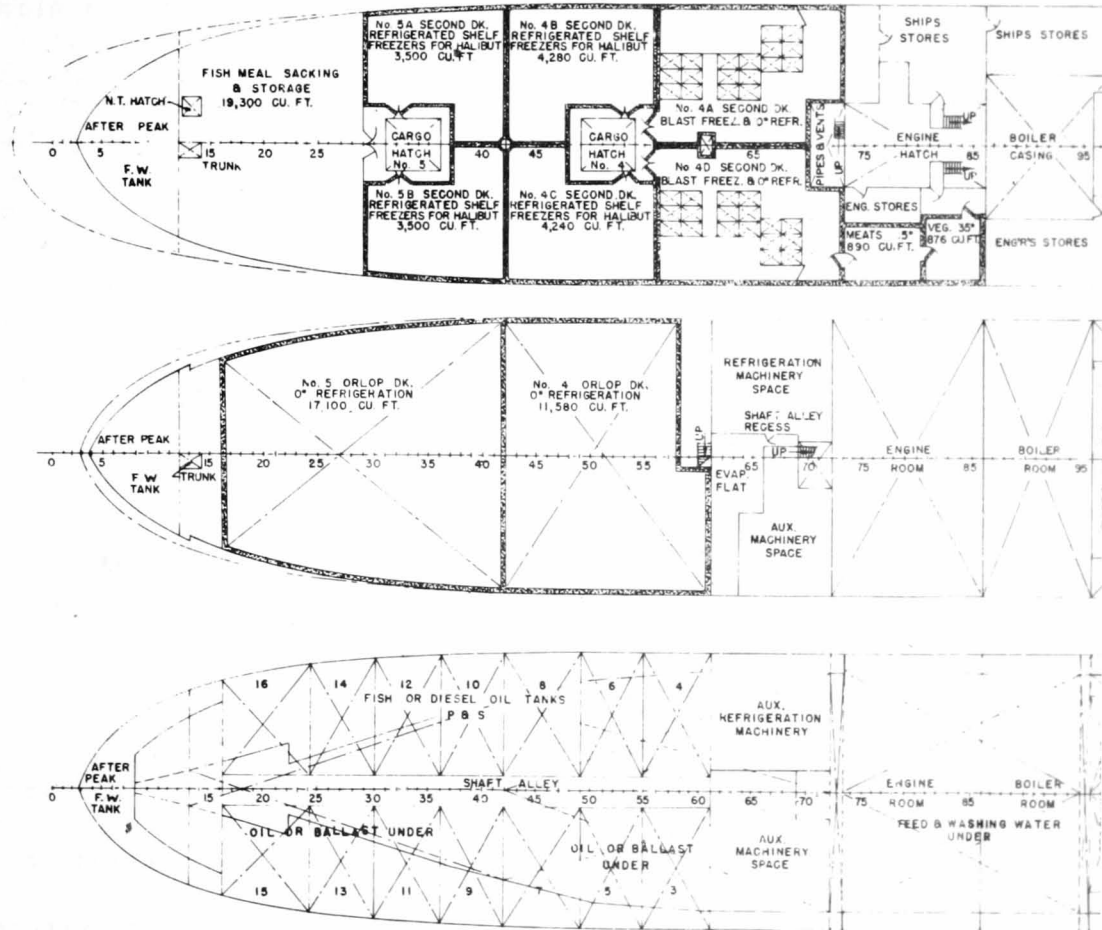 No. 5A SECOND DK.
REFRIGERATED SHELF
FREEZERS FOR HALIBUT
3,500 CU. FT
No. 4B SECOND DK.
REFRIGERATED SHELF
FREEZERS FOR HALIBUT
4,280 CU. FT.
SHIPS
STORES
SHIPS STORES
FISH MEAL SACKING
& STORAGE
19,300 CU. FT.
N.T. HATCH
AFTER PEAK
F. W.
TANK
TRUNK
CARGO
HATCH
No. 5
CARGO
HATCH
No. 4
No. 4A SECOND DK.
BLAST FREEZ. & 0° REFR.
No. 4D SECOND DK.
BLAST FREEZ. & 0° REFR.
PIPES & VENTS
UP
UP
UP
ENGINE
HATCH
BOILER
CASING
5 15 20 25 40 45 65 75 80 85 95
No. 5B SECOND DK.
REFRIGERATED SHELF
FREEZERS FOR HALIBUT
3,500 CU. FT.
No. 4C SECOND DK.
REFRIGERATED SHELF
FREEZERS FOR HALIBUT
4,240 CU. FT.
ENG. STORES
MEATS 15°
890 CU. FT.
VEG. 35°
876 CU FT.
ENG'R'S STORES
No. 5 ORLOP DK.
0° REFRIGERATION
17,100 CU. FT.
No. 4 ORLOP DK,
0° REFRIGERATION
11,580 CU. FT.
REFRIGERATION
MACHINERY
SPACE
SHAFT ALLEY
RECESS
AFTER PEAK
F W
TANK
TRUNK
UP
UP
EVAP.
FLAT
ENGINE
ROOM
BOILER
ROOM
5 15 20 25 30 35 40 45 50 55 65 70 75 85 95
AUX.
MACHINERY
SPACE
16 14 12 10 8 6 4
FISH OR DIESEL OIL TANKS
P & S
AUX.
REFRIGERATION
MACHINERY
AFTER
PEAK
F. W.
TANK
SHAFT ALLEY
ENGINE
ROOM
BOILER
ROOM
15 20 25 30 35 40 45 50 55 60 65 70 75 85 95
OIL OR BALLAST UNDER
OIL OR BALLAST
UNDER
AUX
MACHINERY
SPACE
FEED & WASHING WATER
UNDER
15 13 11 9 7 5 3